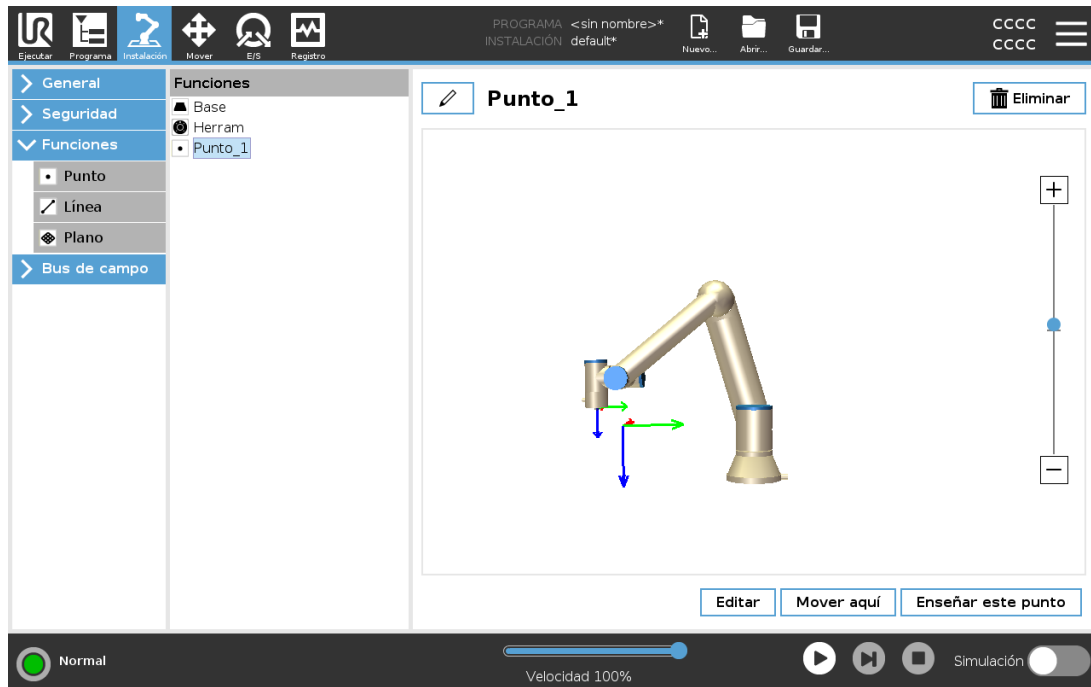 PROGRAMA <sin nombre>*
INSTALACIÓN default*
CCCC
CCCC
Ejecutar Programa Instalación Mover E/S Registro
Nuevo... Abrir... Guardar...
General
Seguridad
Funciones
Punto
Línea
Plano
Bus de campo
Funciones
Base
Herram
Punto_1
Punto_1
Eliminar
Editar Mover aquí Enseñar este punto
Normal
Velocidad 100%
Simulación